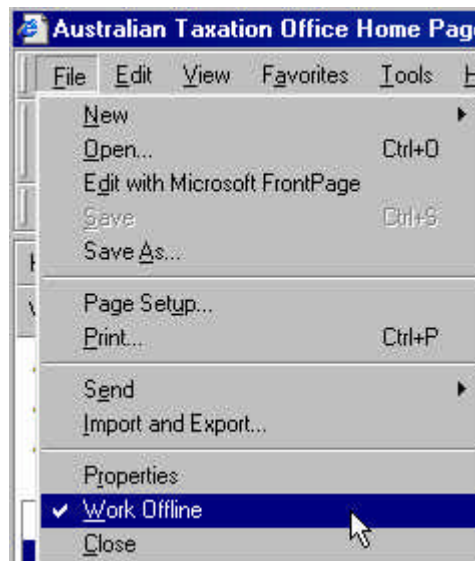 Australian Taxation Office Home Pag
File Edit View Favorites Tools H
New
Open... Ctrl+O
Edit with Microsoft FrontPage
Save Ctrl+S
Save As...
Page Setup...
Print... Ctrl+P
Send
Import and Export...
Properties
Work Offline
Close